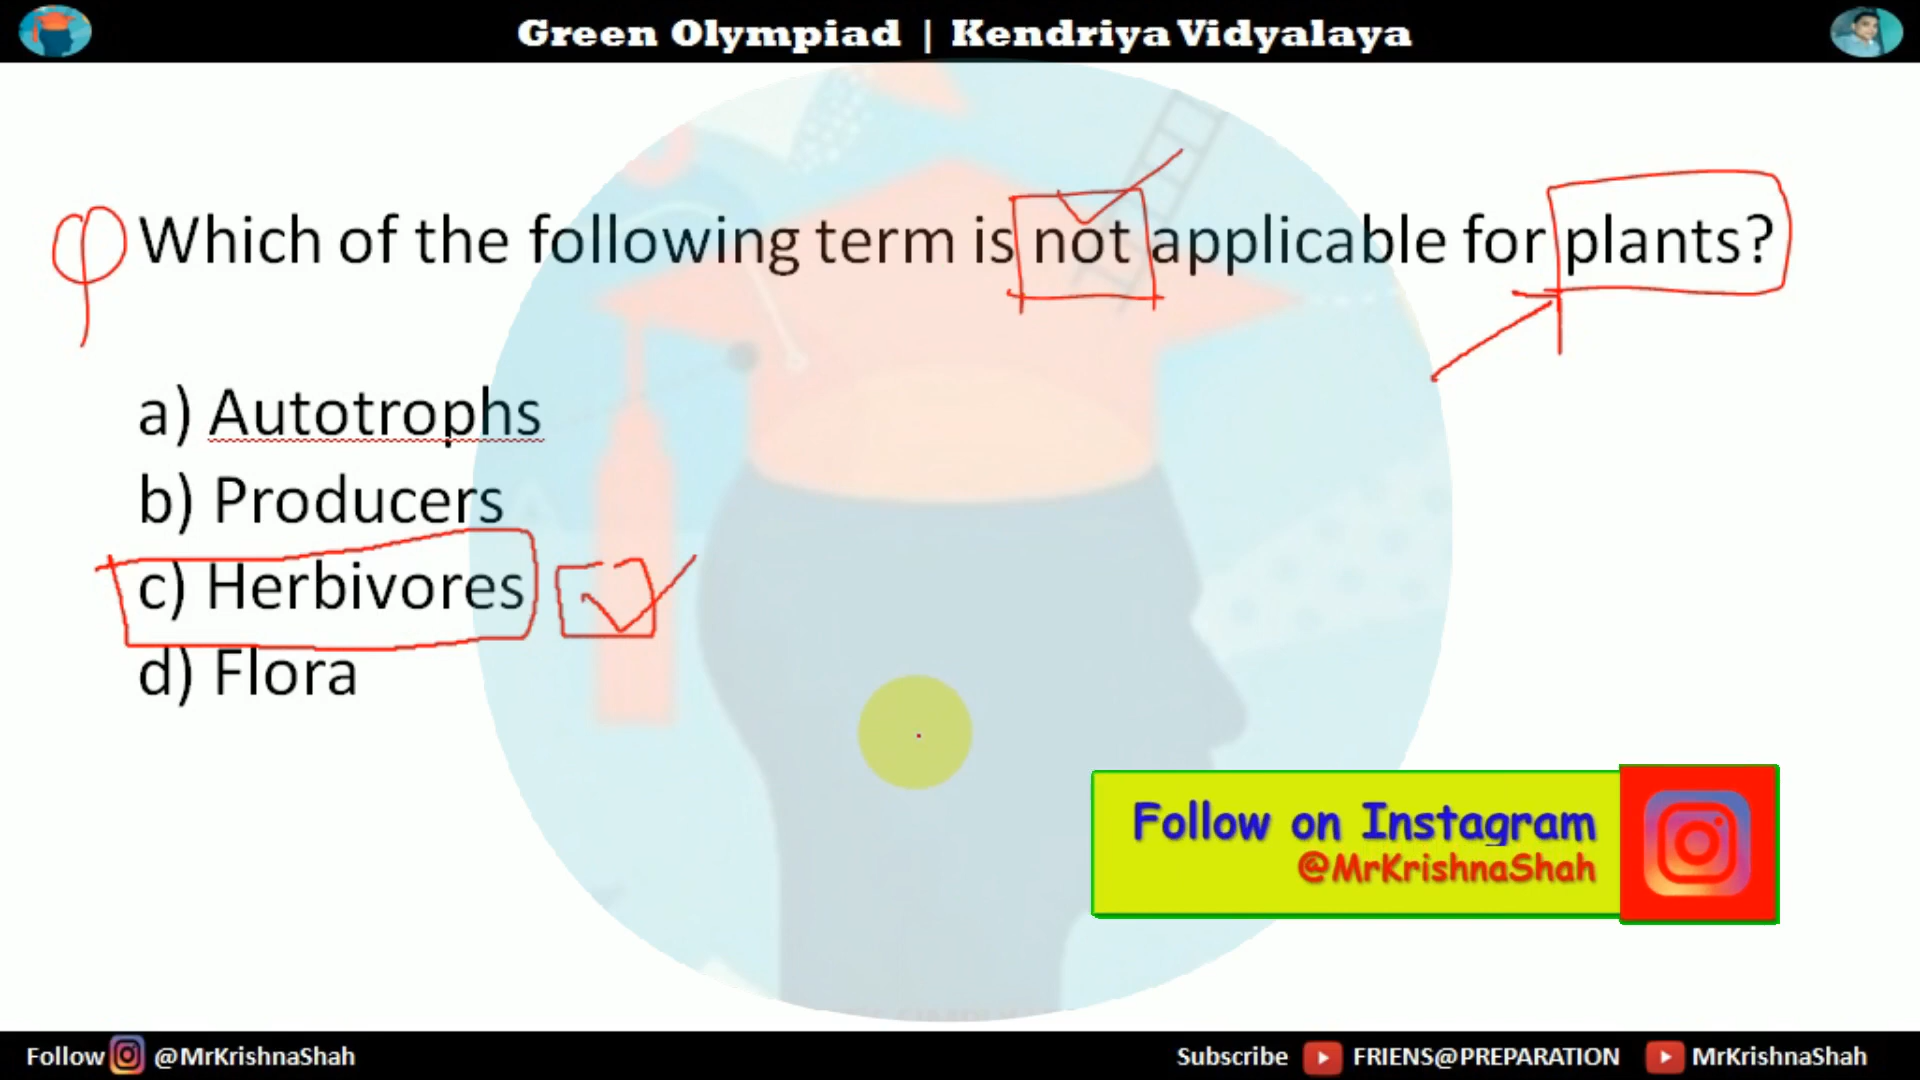 Green Olympiad | Kendriya Vidyalaya
Which of the following term is not applicable for plants?
a) Autotrophs
b) Producers
c) Herbivores
d) Flora
Follow on Instagram
@MrKrishnaShah
Follow @MrKrishnaShah
Subscribe FRIENS@PREPARATION MrKrishnaShah